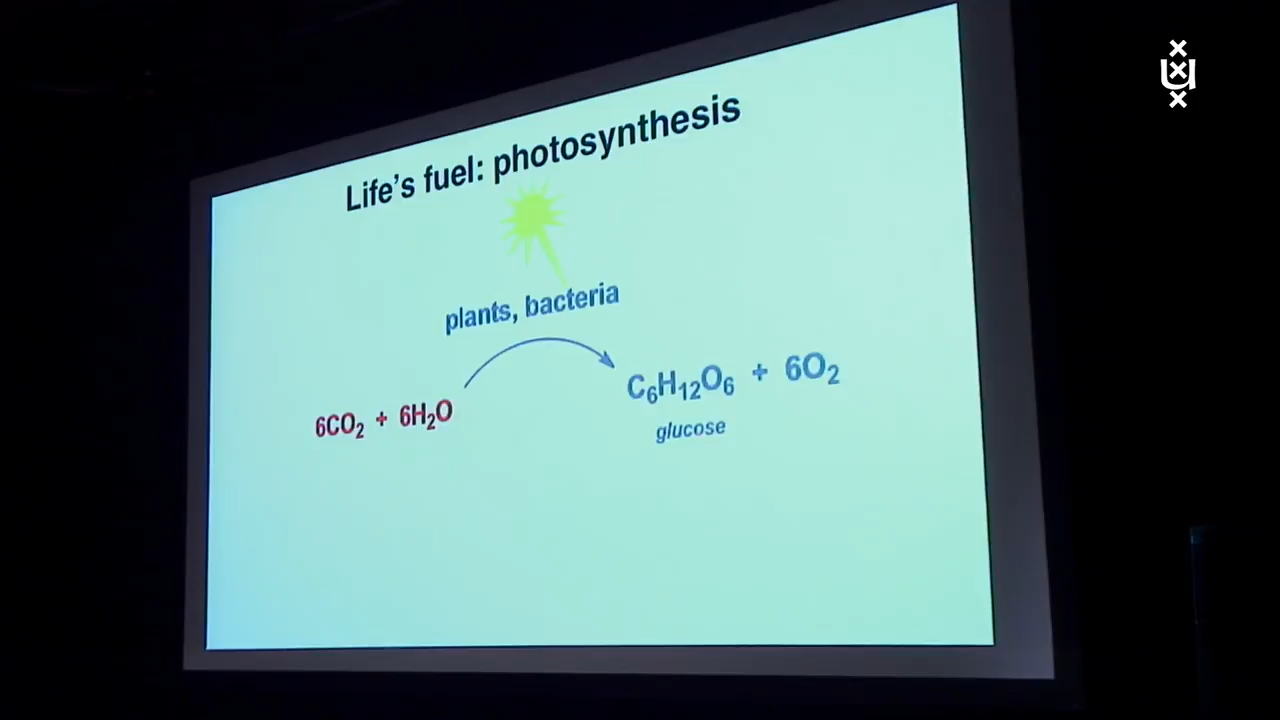 Life's fuel: photosynthesis
plants, bacteria
6CO₂ + 6H₂O
C₆H₁₂O₆ + 6O₂
glucose